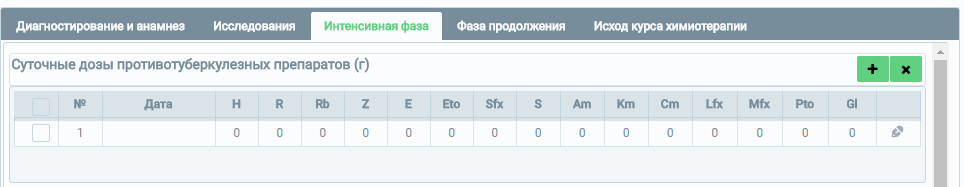 Диагностирование и анамнез Исследования Интенсивная фаза Фаза продолжения Исход курса химиотерапии
Суточные дозы противотуберкулезных препаратов (г)
№ Дата H R Rb Z E Eto Sfx S Am Km Cm Lfx Mfx Pto Gl
1 0 0 0 0 0 0 0 0 0 0 0 0 0 0 0